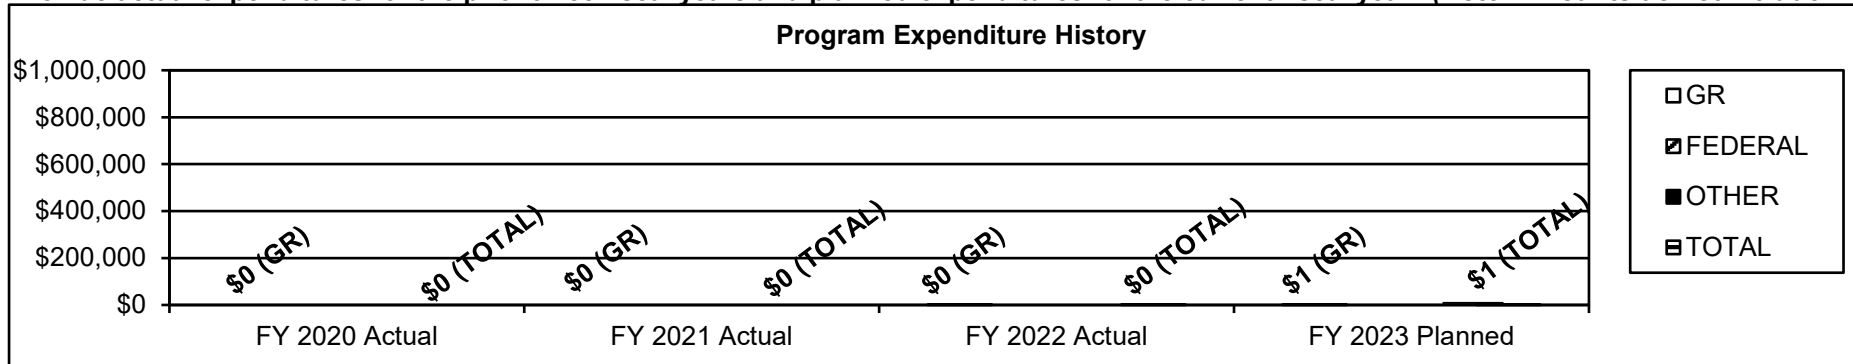 Program Expenditure History
$1,000,000
$800,000
$600,000
$400,000
$200,000
$0
$0 (GR)
$0 (TOTAL)
$0 (GR)
$0 (TOTAL)
$0 (GR)
$0 (TOTAL)
$1 (GR)
$1 (TOTAL)
FY 2020 Actual
FY 2021 Actual
FY 2022 Actual
FY 2023 Planned
GR
FEDERAL
OTHER
TOTAL